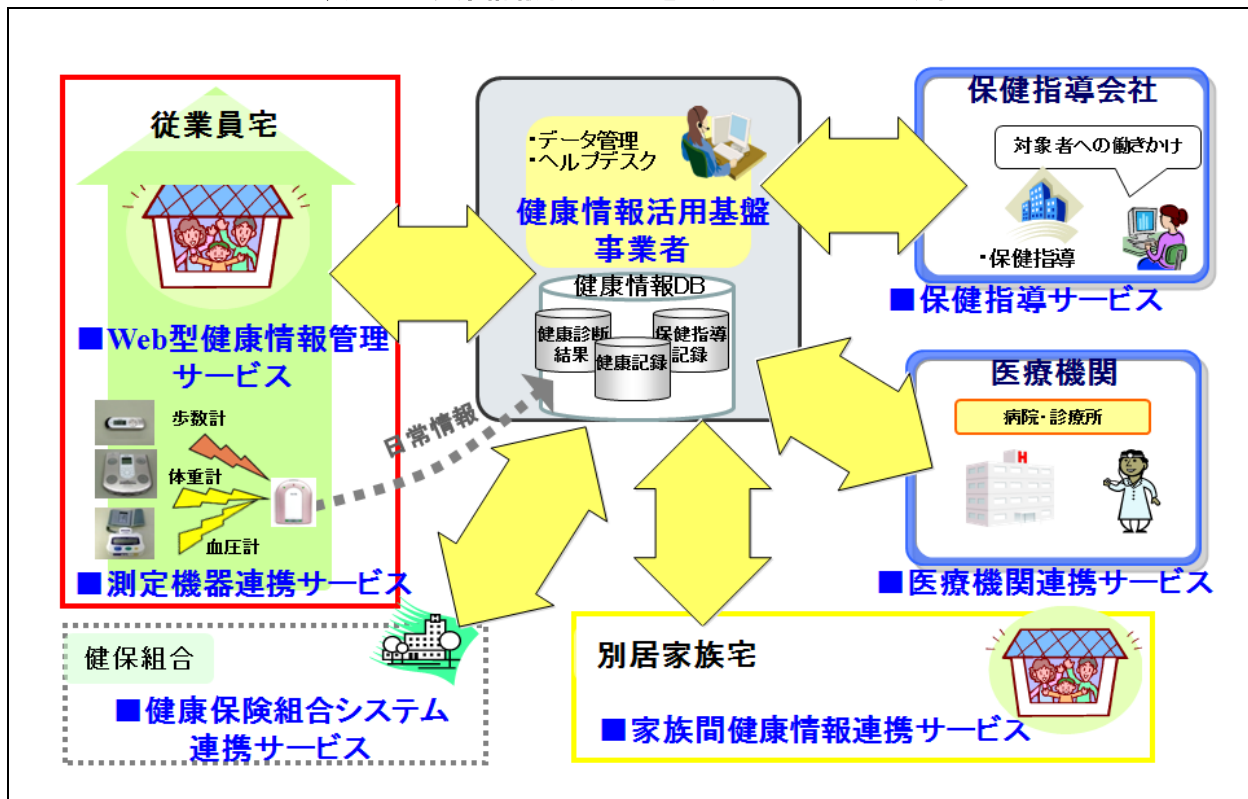 従業員宅
■Web型健康情報管理
サービス
歩数計
体重計
血圧計
■測定機器連携サービス
・データ管理
・ヘルプデスク
健康情報活用基盤
事業者
健康情報DB
健康診断
結果
健康記録
保健指導
記録
日常情報
保健指導会社
対象者への働きかけ
・保健指導
■保健指導サービス
医療機関
病院・診療所
H
■医療機関連携サービス
健保組合
■健康保険組合システム
連携サービス
別居家族宅
■家族間健康情報連携サービス